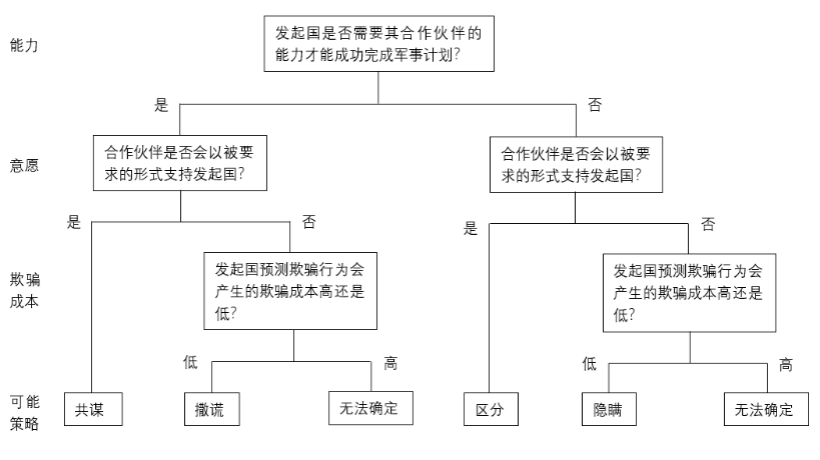 能力
发起国是否需要其合作伙伴的
能力才能成功完成军事计划？
是
否
意愿
合作伙伴是否会以被要
求的形式支持发起国？
合作伙伴是否会以被要
求的形式支持发起国？
是
否
是
否
欺骗
成本
发起国预测欺骗行为会
产生的欺骗成本高还是
低？
发起国预测欺骗行为会
产生的欺骗成本高还是
低？
低
高
低
高
可能
策略
共谋
撒谎
无法确定
区分
隐瞒
无法确定